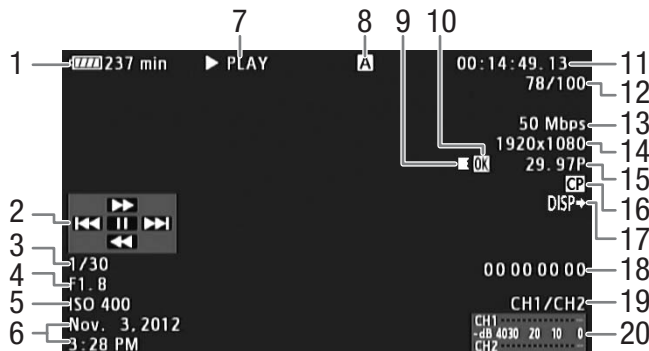 7 8 9 10
1 237 min ▶ PLAY A 00:14:49.13 11
78/100 12
50 Mbps 13
1920x1080 14
OK 29.97P 15
CP 16
DISP➜ 17
2
3 1/30
4 F1.8
00 00 00 00 18
5 ISO 400
CH1/CH2 19
6 Nov. 3, 2012
3:28 PM
CH1
-dB 40 30 20 10 0 20
CH2